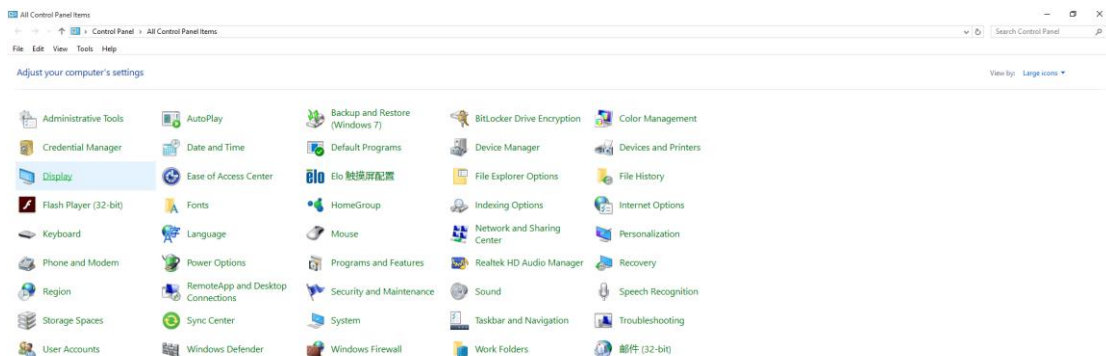 All Control Panel Items
Control Panel > All Control Panel Items
Search Control Panel
File Edit View Tools Help
Adjust your computer's settings
View by: Large icons
Administrative Tools
AutoPlay
Backup and Restore
(Windows 7)
BitLocker Drive Encryption
Color Management
Credential Manager
Date and Time
Default Programs
Device Manager
Devices and Printers
Display
Ease of Access Center
elo Elo 触摸屏配置
File Explorer Options
File History
Flash Player (32-bit)
Fonts
HomeGroup
Indexing Options
Internet Options
Keyboard
Language
Mouse
Network and Sharing
Center
Personalization
Phone and Modem
Power Options
Programs and Features
Realtek HD Audio Manager
Recovery
Region
RemoteApp and Desktop
Connections
Security and Maintenance
Sound
Speech Recognition
Storage Spaces
Sync Center
System
Taskbar and Navigation
Troubleshooting
User Accounts
Windows Defender
Windows Firewall
Work Folders
邮件 (32-bit)